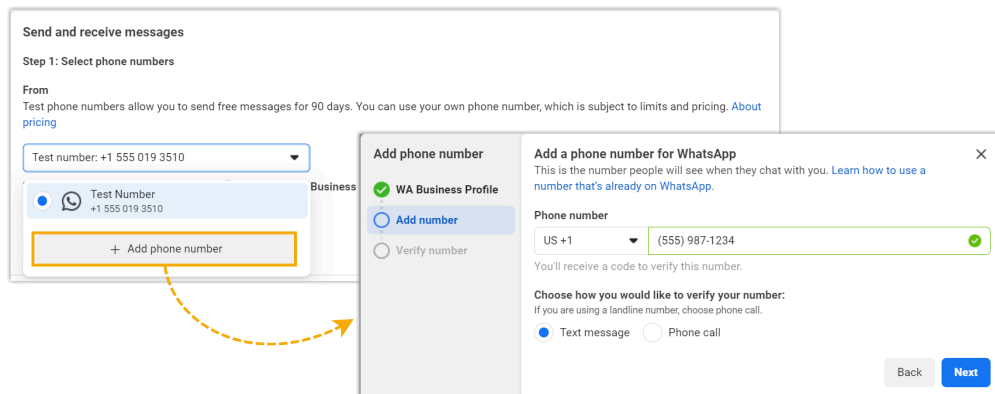 Send and receive messages
Step 1: Select phone numbers
From
Test phone numbers allow you to send free messages for 90 days. You can use your own phone number, which is subject to limits and pricing. About
pricing
Test number: +1 555 019 3510
Business
Test Number
+1 555 019 3510
+ Add phone number
Add phone number
WA Business Profile
Add number
Verify number
Add a phone number for WhatsApp
This is the number people will see when they chat with you. Learn how to use a
number that's already on WhatsApp.
Phone number
US +1
(555) 987-1234
You'll receive a code to verify this number.
Choose how you would like to verify your number:
If you are using a landline number, choose phone call.
Text message
Phone call
Back
Next